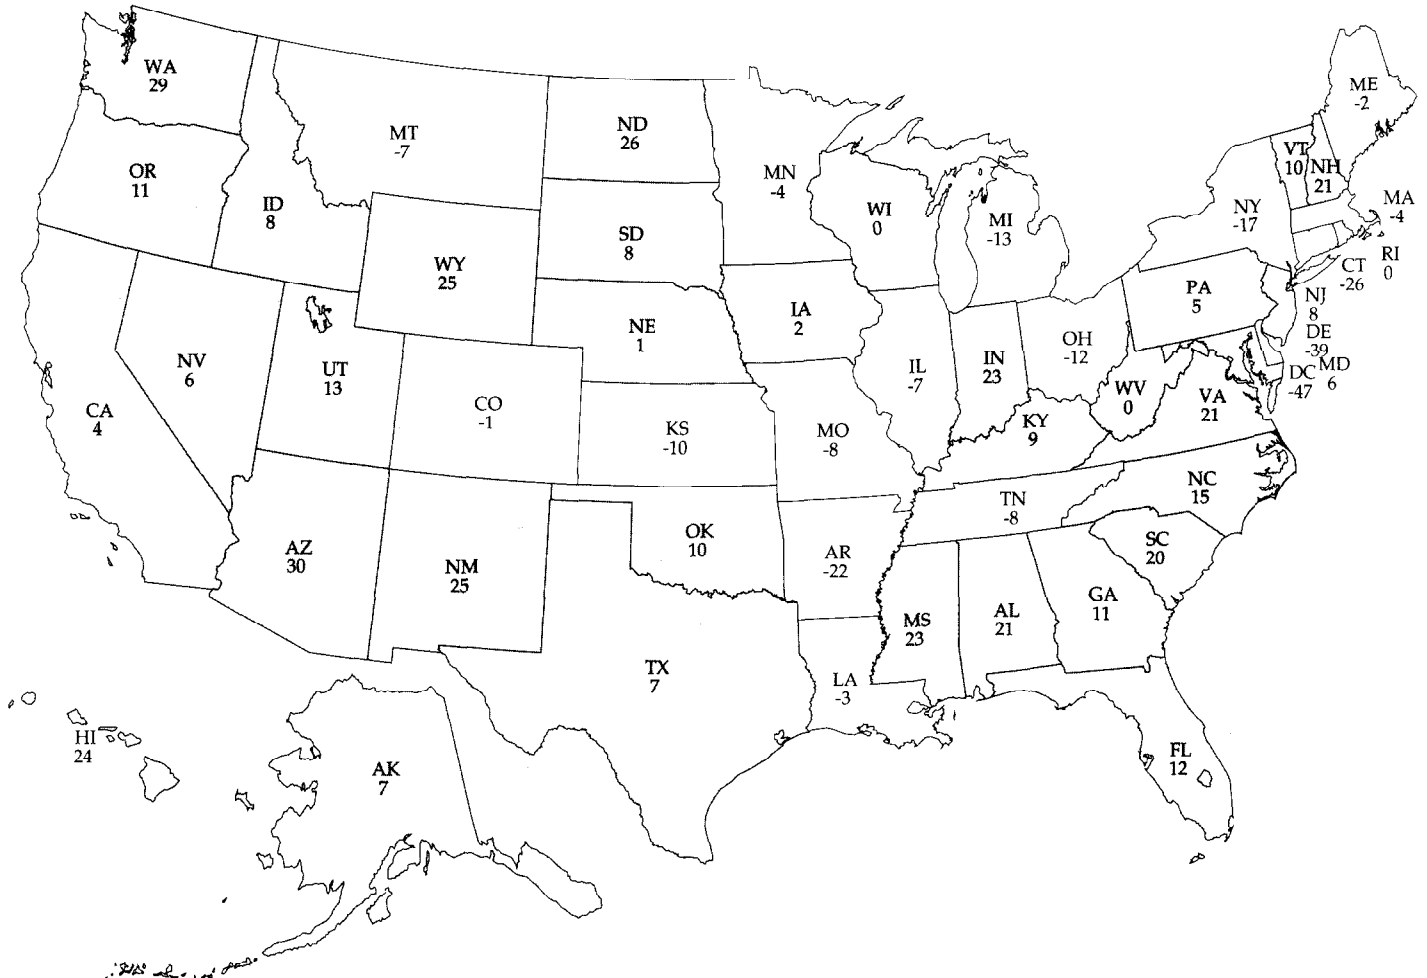 WA
29
MT
-7
ND
26
MN
-4
ME
-2
OR
11
ID
8
VT
10
NH
21
MA
-4
NY
-17
WI
0
MI
-13
SD
8
WY
25
RI
0
CT
-26
PA
5
NJ
8
IA
2
NE
1
OH
-12
DE
-39
NV
6
UT
13
IL
-7
IN
23
WV
0
DC
-47
MD
6
VA
21
CA
4
CO
-1
KS
-10
MO
-8
KY
9
NC
15
TN
-8
OK
10
AZ
30
NM
25
AR
-22
SC
20
GA
11
MS
23
AL
21
TX
7
LA
-3
HI
24
AK
7
FL
12